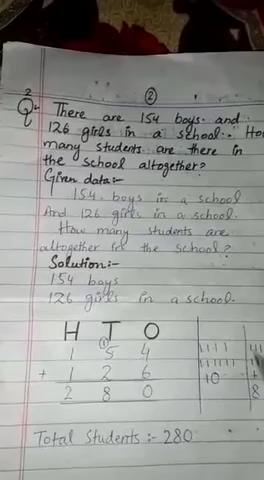 ②
Q2- There are 154 boys and
126 girls in a school. How
many students are there in
the school altogether?
Given data:-
154 boys in a school
And 126 girls in a school.
How many students are
altogether in the school?
Solution:-
154 boys
126 girls in a school.
H T O
①
1 5 4
+ 1 2 6
2 8 0
10
+
8
Total Students:- 280